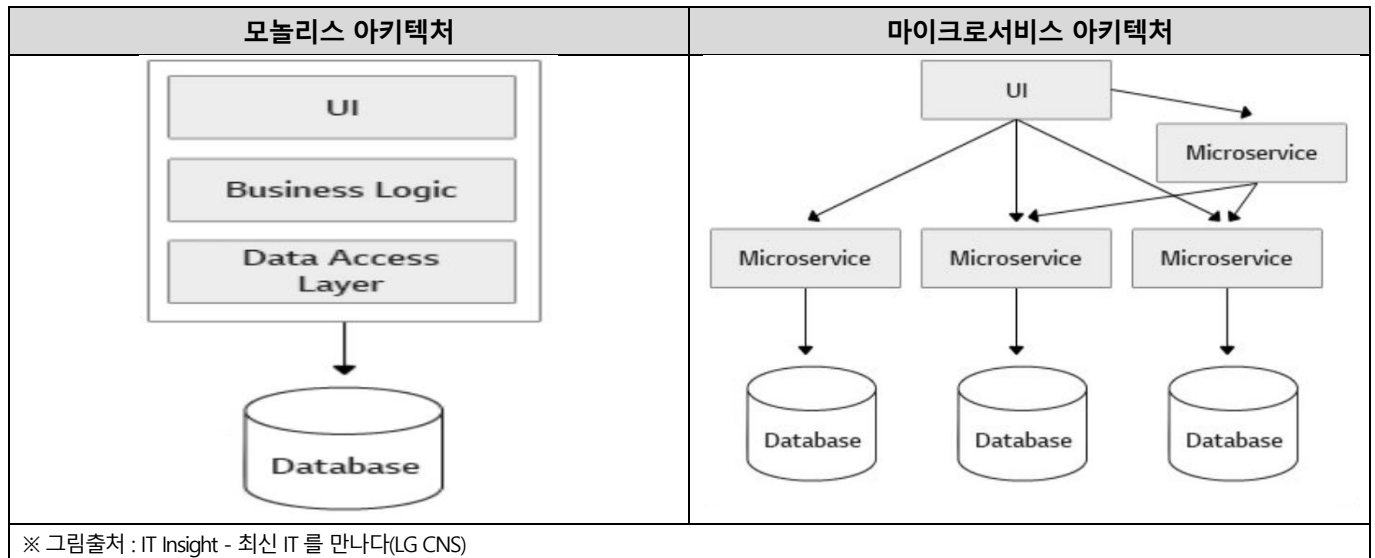 모놀리스 아키텍처
UI
Business Logic
Data Access
Layer
Database
마이크로서비스 아키텍처
UI
Microservice
Microservice
Microservice
Microservice
Database
Database
Database
※ 그림출처 : IT Insight - 최신 IT 를 만나다(LG CNS)